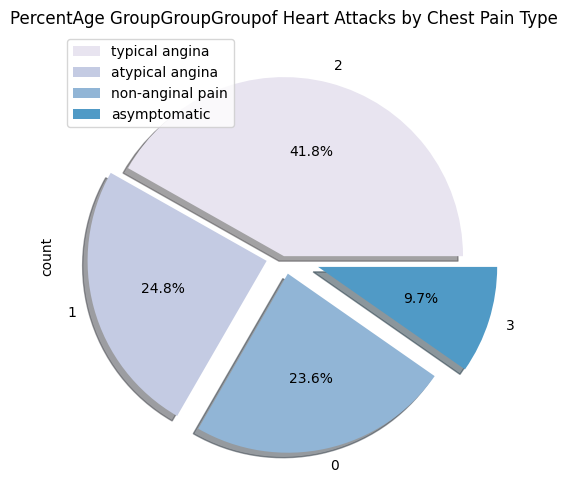 PercentAge GroupGroupGroupof Heart Attacks by Chest Pain Type
typical angina
atypical angina
non-anginal pain
asymptomatic
2
41.8%
count
24.8%
1
9.7%
3
23.6%
0